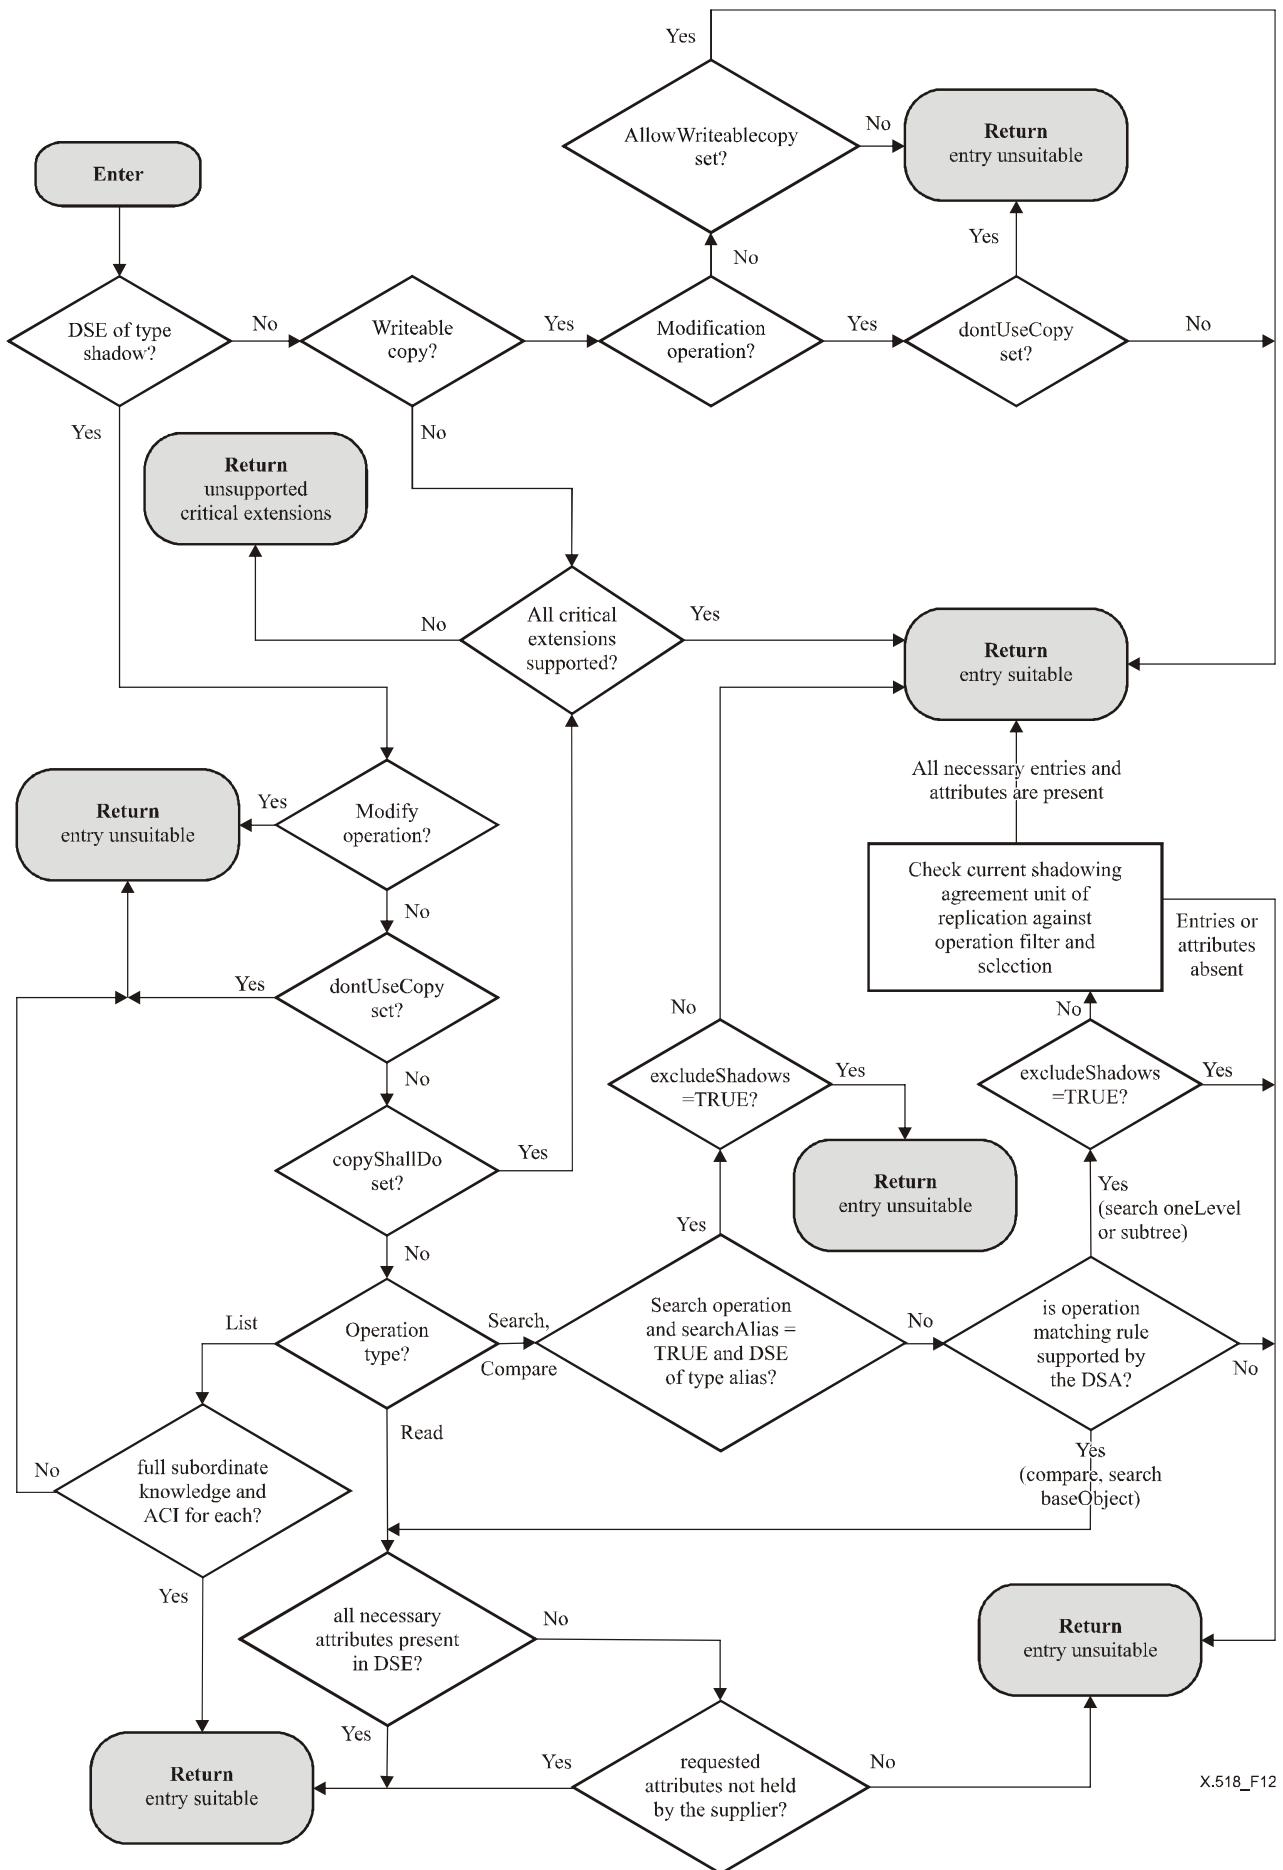 Yes
AllowWriteablecopy
set?
No
Return
entry unsuitable
Enter
Yes
No
DSE of type
shadow?
No
Writeable
copy?
Yes
Modification
operation?
Yes
dontUseCopy
set?
No
Yes
No
Return
unsupported
critical extensions
No
All critical
extensions
supported?
Yes
Return
entry suitable
All necessary entries and
attributes are present
Return
entry unsuitable
Yes
Modify
operation?
Check current shadowing
agreement unit of
replication against
operation filter and
selection
Entries or
attributes
absent
No
Yes
dontUseCopy
set?
No
No
excludeShadows
=TRUE?
Yes
No
excludeShadows
=TRUE?
Yes
No
copyShallDo
set?
Yes
Return
entry unsuitable
Yes
(search oneLevel
or subtree)
Yes
No
List
Operation
type?
Search,
Compare
Search operation
and searchAlias =
TRUE and DSE
of type alias?
No
is operation
matching rule
supported by
the DSA?
No
Read
No
full subordinate
knowledge and
ACI for each?
Yes
(compare, search
baseObject)
Yes
all necessary
attributes present
in DSE?
No
Return
entry unsuitable
Yes
Return
entry suitable
Yes
requested
attributes not held
by the supplier?
No
X.518_F12